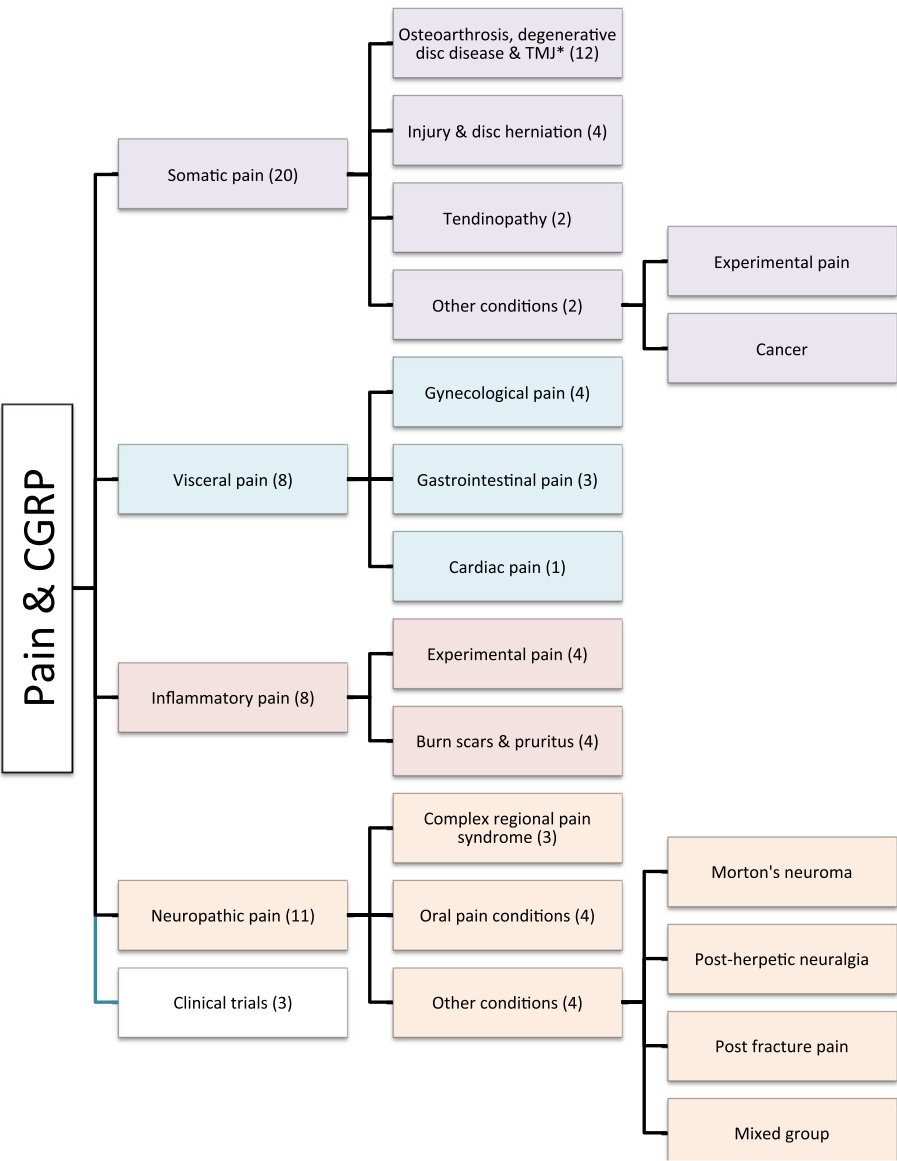 Pain & CGRP
Somatic pain (20)
Osteoarthrosis, degenerative
disc disease & TMJ* (12)
Injury & disc herniation (4)
Tendinopathy (2)
Other conditions (2)
Experimental pain
Cancer
Visceral pain (8)
Gynecological pain (4)
Gastrointestinal pain (3)
Cardiac pain (1)
Inflammatory pain (8)
Experimental pain (4)
Burn scars & pruritus (4)
Neuropathic pain (11)
Complex regional pain
syndrome (3)
Oral pain conditions (4)
Other conditions (4)
Morton's neuroma
Post-herpetic neuralgia
Post fracture pain
Mixed group
Clinical trials (3)